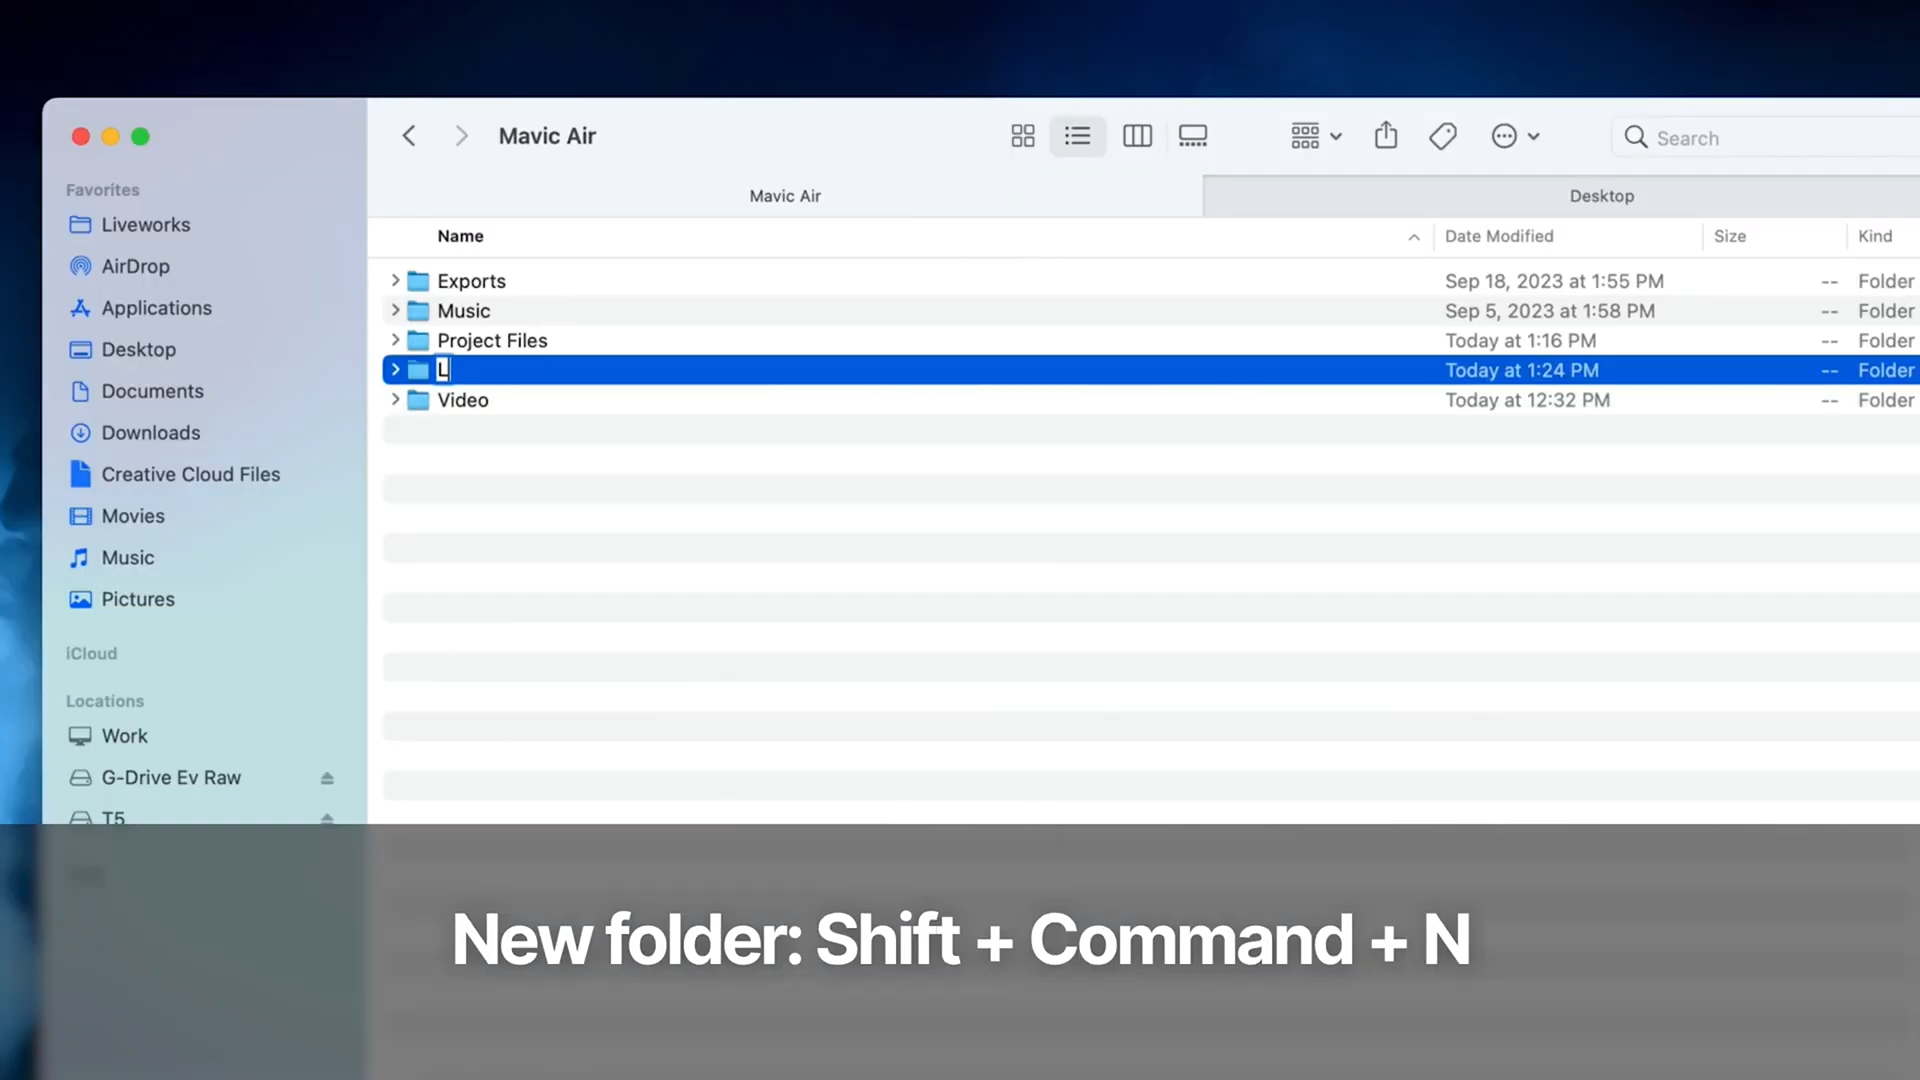 Mavic Air
Search
Mavic Air
Desktop
Favorites
Liveworks
AirDrop
Applications
Desktop
Documents
Downloads
Creative Cloud Files
Movies
Music
Pictures
iCloud
Locations
Work
G-Drive Ev Raw
T5
Name Date Modified Size Kind
Exports Sep 18, 2023 at 1:55 PM -- Folder
Music Sep 5, 2023 at 1:58 PM -- Folder
Project Files Today at 1:16 PM -- Folder
L Today at 1:24 PM -- Folder
Video Today at 12:32 PM -- Folder
New folder: Shift + Command + N